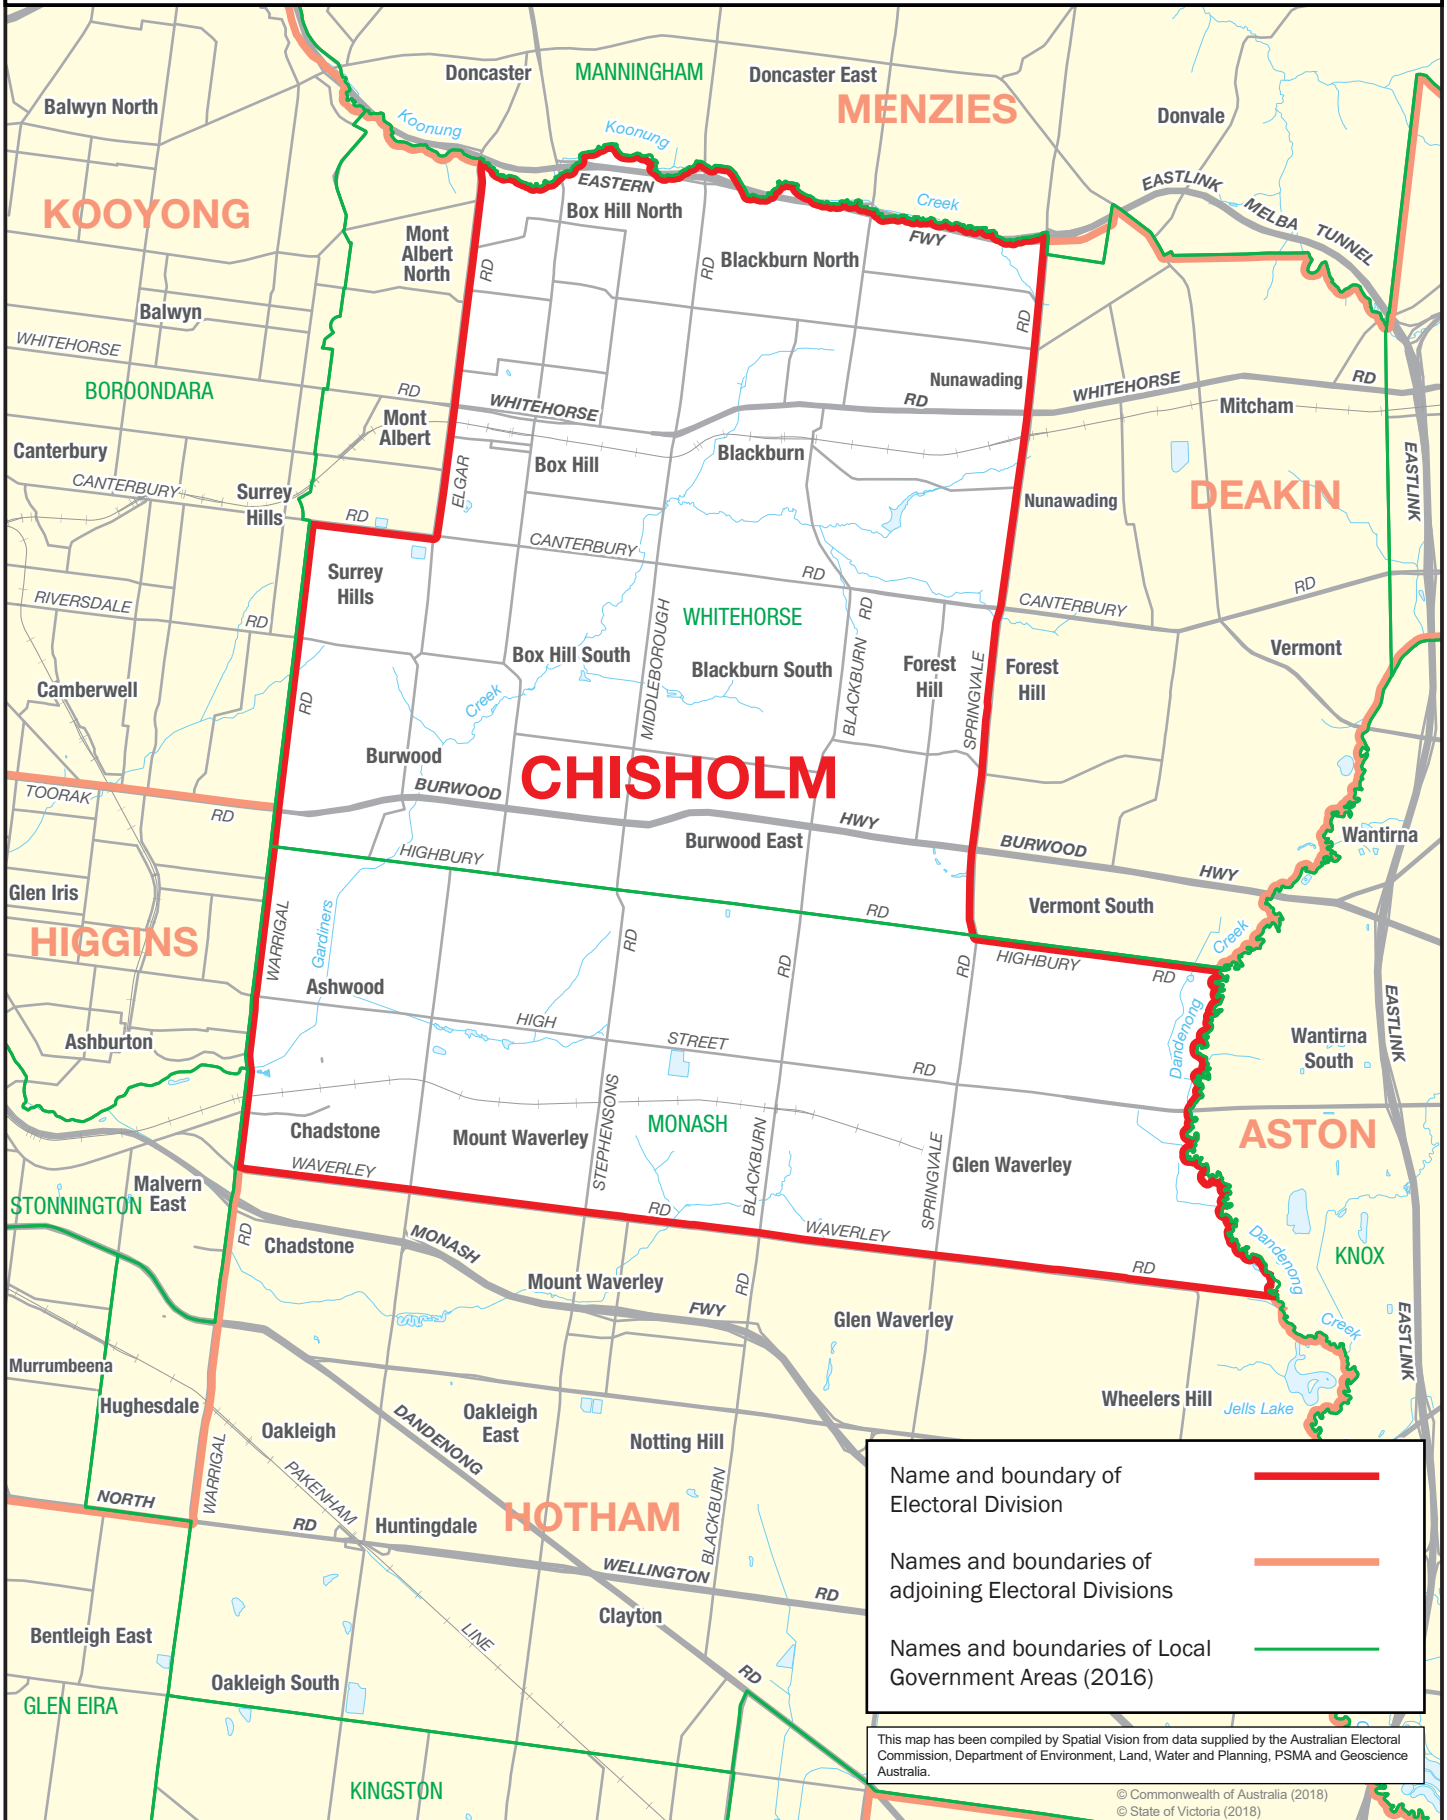 Doncaster
MANNINGHAM
Doncaster East
MENZIES
Balwyn North
Donvale
Koonung
Koonung
EASTLINK
EASTERN
Creek
MELBA
TUNNEL
KOOYONG
Box Hill North
FWY
Mont
Albert
North
RD
RD
Blackburn North
Balwyn
RD
WHITEHORSE
BOROONDARA
RD
Nunawading
WHITEHORSE
RD
WHITEHORSE
RD
Mitcham
Mont
Albert
Canterbury
Box Hill
Blackburn
EASTLINK
CANTERBURY
Surrey
Hills
ELGAR
Nunawading
DEAKIN
RD
CANTERBURY
RD
Surrey
Hills
RD
RIVERSDALE
RD
CANTERBURY
RD
WHITEHORSE
MIDDLEBOROUGH
Box Hill South
Blackburn South
BLACKBURN
Forest
Hill
SPRINGVALE
Forest
Hill
Vermont
Camberwell
RD
Creek
Burwood
CHISHOLM
BURWOOD
TOORAK
RD
HWY
Burwood East
BURWOOD
Wantirna
HIGHBURY
HWY
Glen Iris
RD
Vermont South
HIGGINS
WARRIGAL
Gardiners
RD
RD
RD
HIGHBURY
RD
Creek
Ashwood
HIGH
STREET
RD
Dandenong
EASTLINK
Ashburton
Wantirna
South
STEPHENSONS
MONASH
BLACKBURN
SPRINGVALE
ASTON
Chadstone
Mount Waverley
Glen Waverley
WAVERLEY
Malvern
East
STONNINGTON
RD
WAVERLEY
RD
Chadstone
MONASH
RD
Dandenong
KNOX
Mount Waverley
RD
FWY
Glen Waverley
Creek
EASTLINK
Murrumbeena
Hughesdale
Oakleigh
DANDENONG
Oakleigh
East
Notting Hill
Wheelers Hill
Jells Lake
WARRIGAL
PAKENHAM
BLACKBURN
NORTH
RD
Huntingdale
HOTHAM
WELLINGTON
RD
Bentleigh East
LINE
Clayton
Oakleigh South
RD
GLEN EIRA
KINGSTON
Name and boundary of
Electoral Division
Names and boundaries of
adjoining Electoral Divisions
Names and boundaries of Local
Government Areas (2016)
This map has been compiled by Spatial Vision from data supplied by the Australian Electoral
Commission, Department of Environment, Land, Water and Planning, PSMA and Geoscience
Australia.
© Commonwealth of Australia (2018)
© State of Victoria (2018)